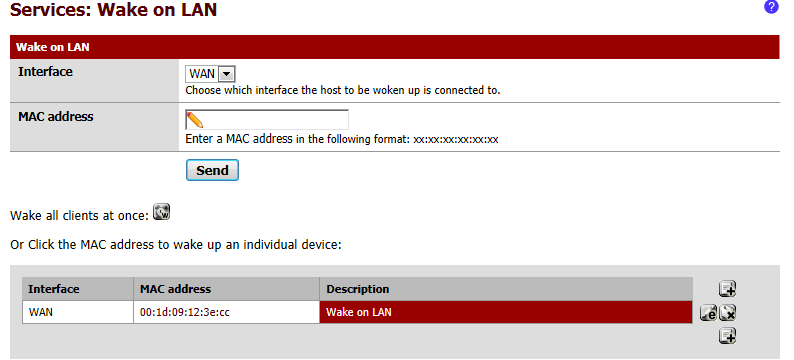 Services: Wake on LAN
?
Wake on LAN
Interface
WAN
Choose which interface the host to be woken up is connected to.
MAC address
Enter a MAC address in the following format: xx:xx:xx:xx:xx:xx
Send
Wake all clients at once:
Or Click the MAC address to wake up an individual device:
Interface MAC address Description
WAN 00:1d:09:12:3e:cc Wake on LAN